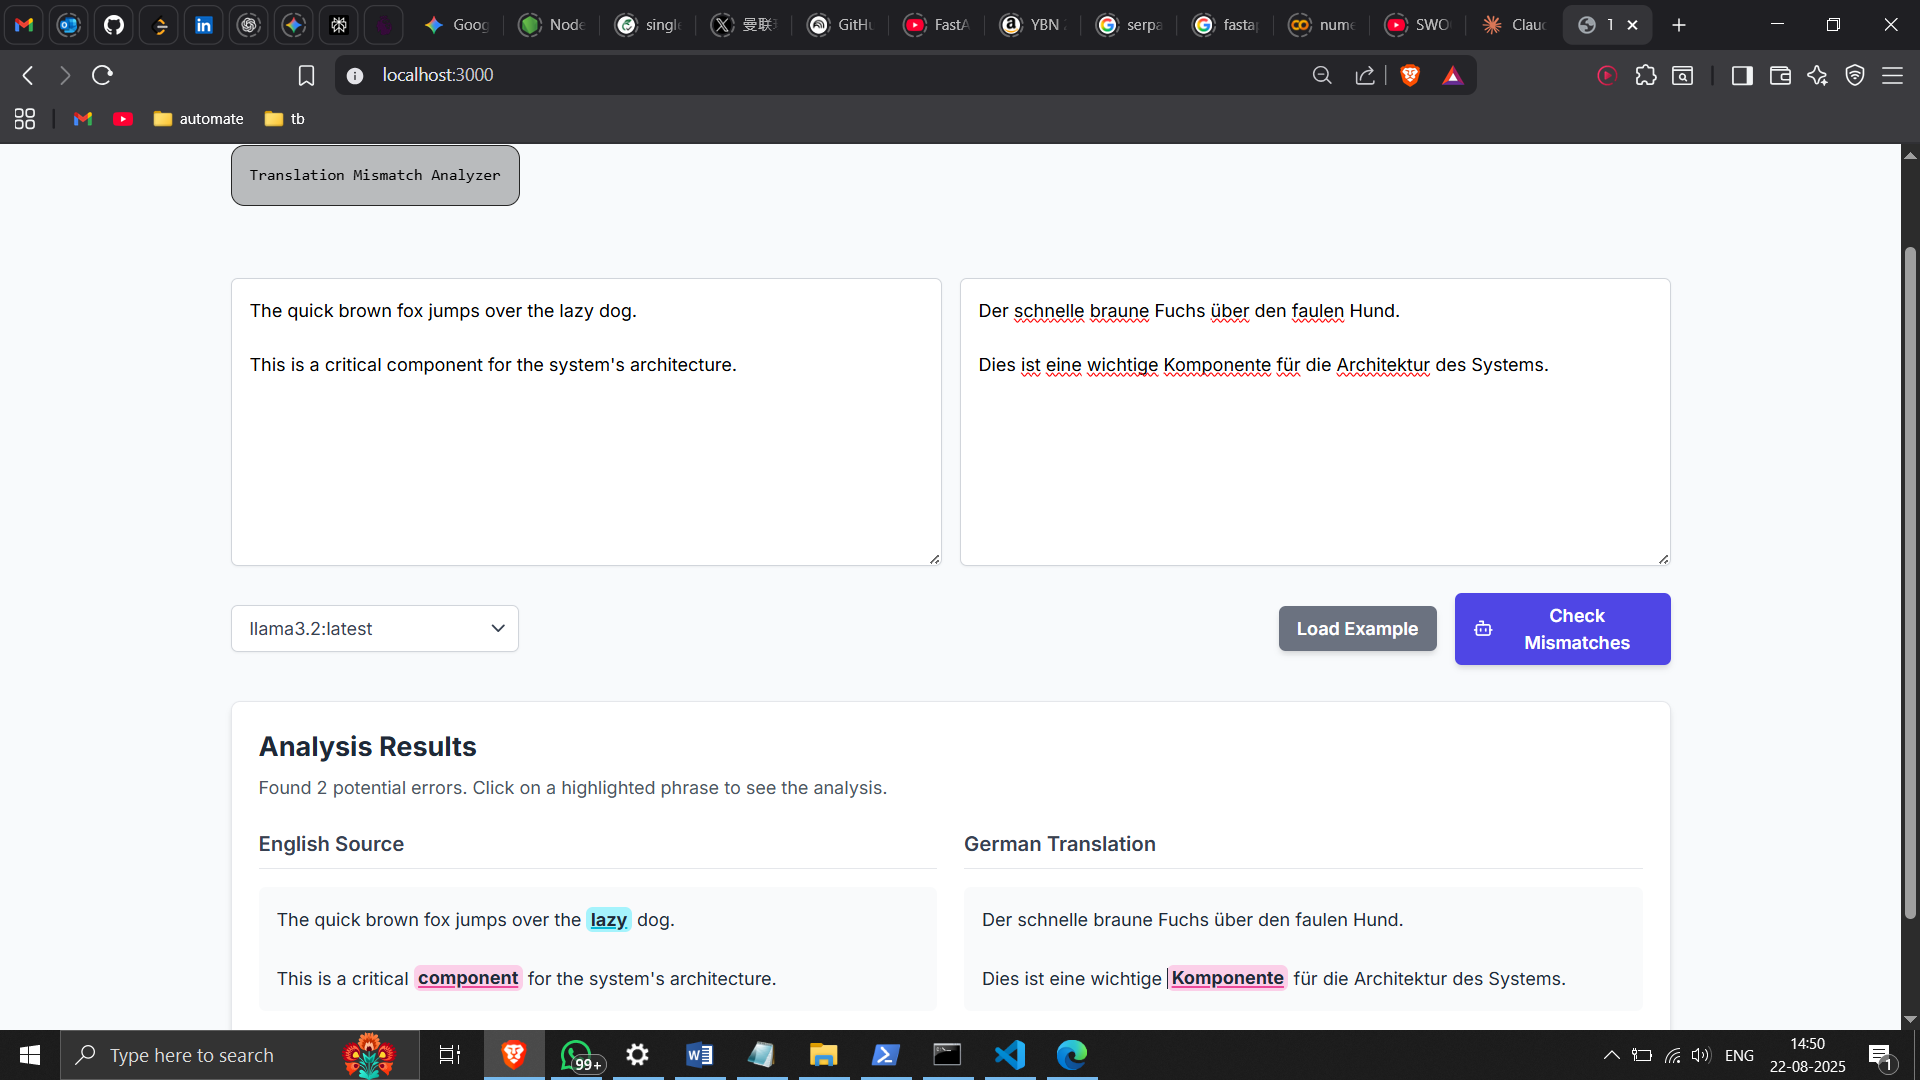 Goog
Node
single
曼联
GitHu
FastA
YBN
serpa
fastap
nume
SWO
Claud
1
localhost:3000
automate
tb
Translation Mismatch Analyzer
The quick brown fox jumps over the lazy dog.
This is a critical component for the system's architecture.
Der schnelle braune Fuchs über den faulen Hund.
Dies ist eine wichtige Komponente für die Architektur des Systems.
llama3.2:latest
Load Example
Check
Mismatches
Analysis Results
Found 2 potential errors. Click on a highlighted phrase to see the analysis.
English Source
German Translation
The quick brown fox jumps over the lazy dog.
This is a critical component for the system's architecture.
Der schnelle braune Fuchs über den faulen Hund.
Dies ist eine wichtige Komponente für die Architektur des Systems.
Type here to search
99+
ENG
14:50
22-08-2025
1